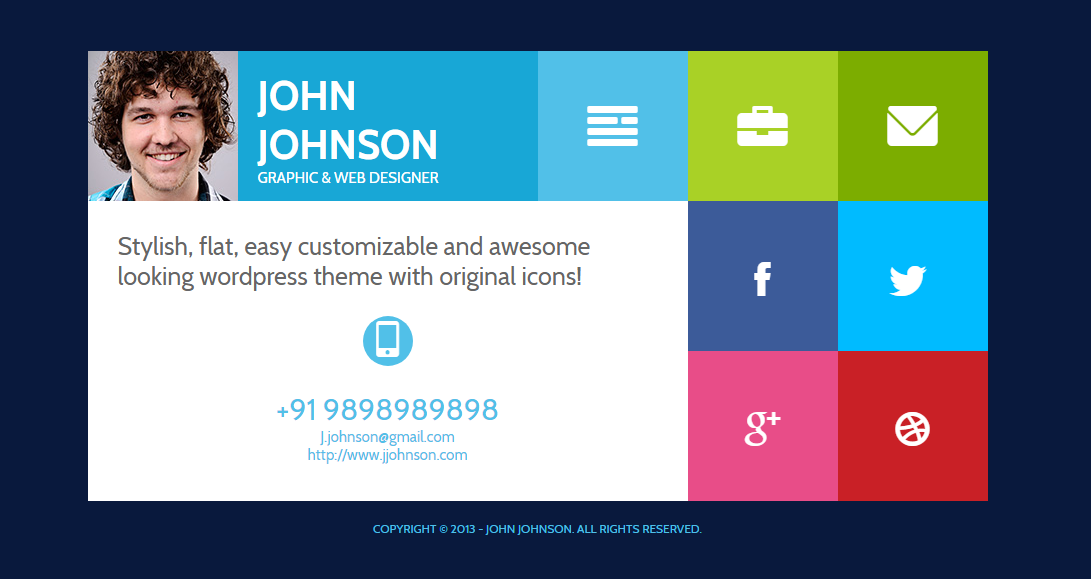 JOHN
JOHNSON
GRAPHIC & WEB DESIGNER
Stylish, flat, easy customizable and awesome
looking wordpress theme with original icons!
+91 9898989898
J.johnson@gmail.com
http://www.jjohnson.com
COPYRIGHT © 2013 - JOHN JOHNSON. ALL RIGHTS RESERVED.